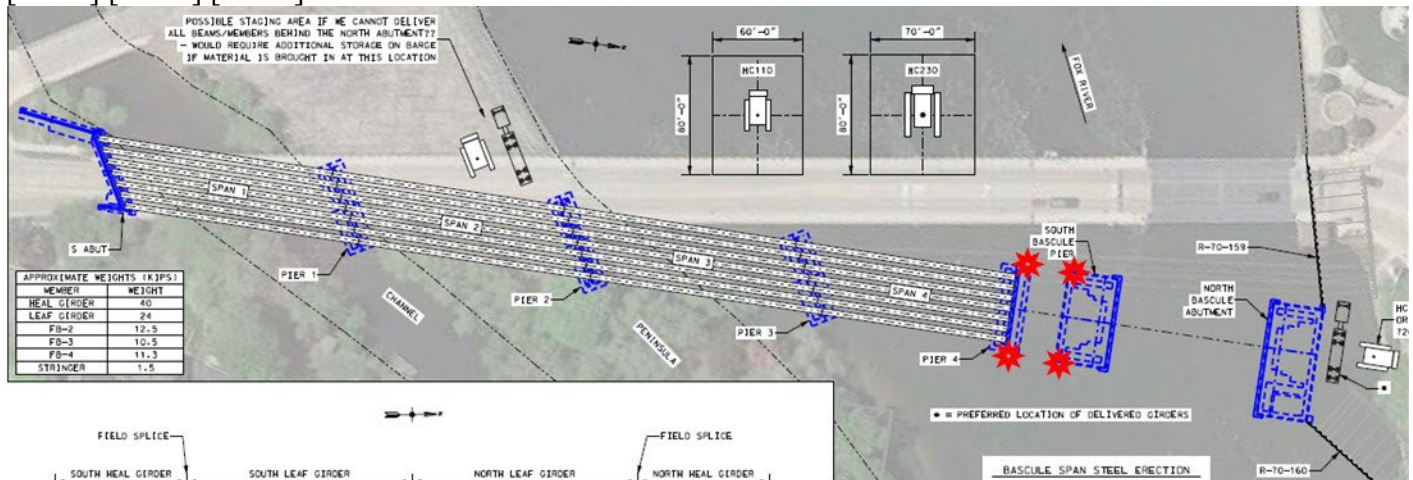 POSSIBLE STAGING AREA IF WE CANNOT DELIVER
ALL BEAMS/MEMBERS BEHIND THE NORTH ABUTMENT??
- WOULD REQUIRE ADDITIONAL STORAGE ON BARGE
IF MATERIAL IS BROUGHT IN AT THIS LOCATION
60'-0"
70'-0"
HC110
HC230
80'-0"
80'-0"
FOX RIVER
SPAN 1
SPAN 2
SPAN 3
SPAN 4
S ABUT
PIER 1
PIER 2
PIER 3
PIER 4
CHANNEL
PENINSULA
SOUTH
BASCULE
PIER
R-70-159
NORTH
BASCULE
ABUTMENT
HC
OR
APPROXIMATE WEIGHTS (KIPS)
MEMBER WEIGHT
HEAL GIRDER 40
LEAF GIRDER 24
FB-2 12.5
FB-3 10.5
FB-4 11.3
STRINGER 1.5
* = PREFERRED LOCATION OF DELIVERED GIRDERS
BASCULE SPAN STEEL ERECTION
R-70-160
FIELD SPLICE
FIELD SPLICE
SOUTH HEAL GIRDER
SOUTH LEAF GIRDER
NORTH LEAF GIRDER
NORTH HEAL GIRDER